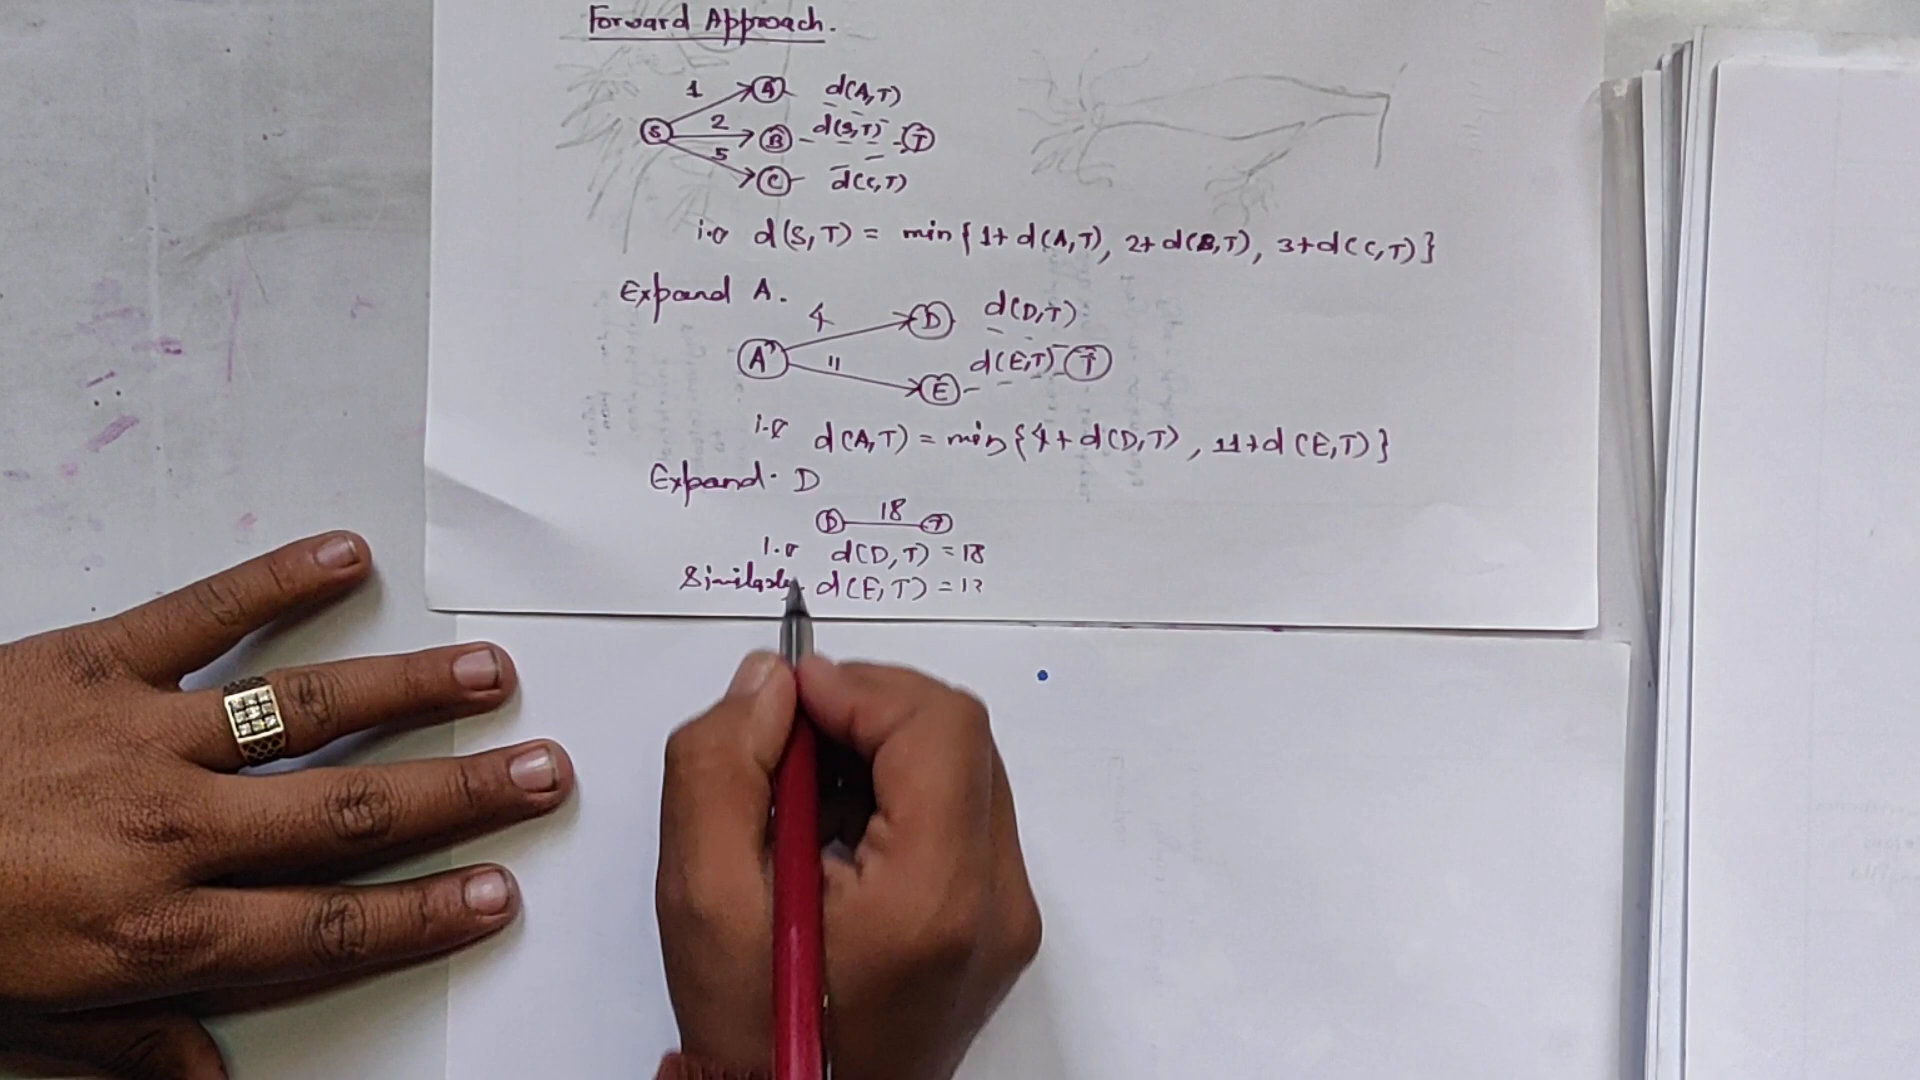 Forward Approach.
1 A d(A,T)
S 2 B d(S,T) T
5 C d(C,T)
i.e d(S,T) = min{1+d(A,T), 2+d(B,T), 3+d(C,T)}
Expand A.
4 D d(D,T)
A 11 E d(E,T) T
i.e d(A,T) = min{4+d(D,T), 11+d(E,T)}
Expand. D
D 18 T
i.e d(D,T) = 18
Similarly d(E,T) = 13